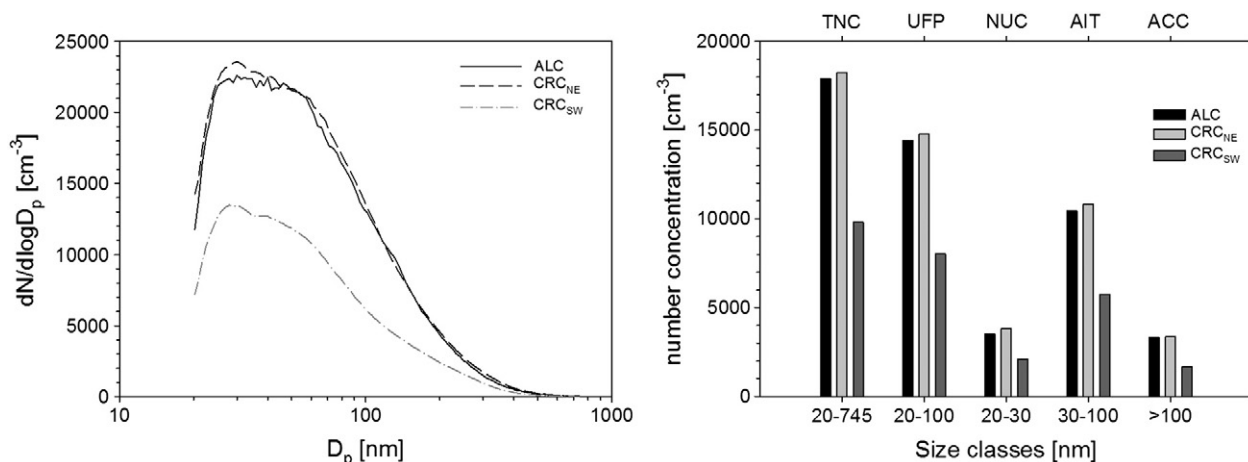 25000
20000
15000
10000
5000
0
dN/dlogD_p [cm⁻³]
ALC
CRC_NE
CRC_SW
10
100
1000
D_p [nm]
TNC UFP NUC AIT ACC
20000
15000
10000
5000
0
number concentration [cm⁻³]
ALC
CRC_NE
CRC_SW
20-745 20-100 20-30 30-100 >100
Size classes [nm]